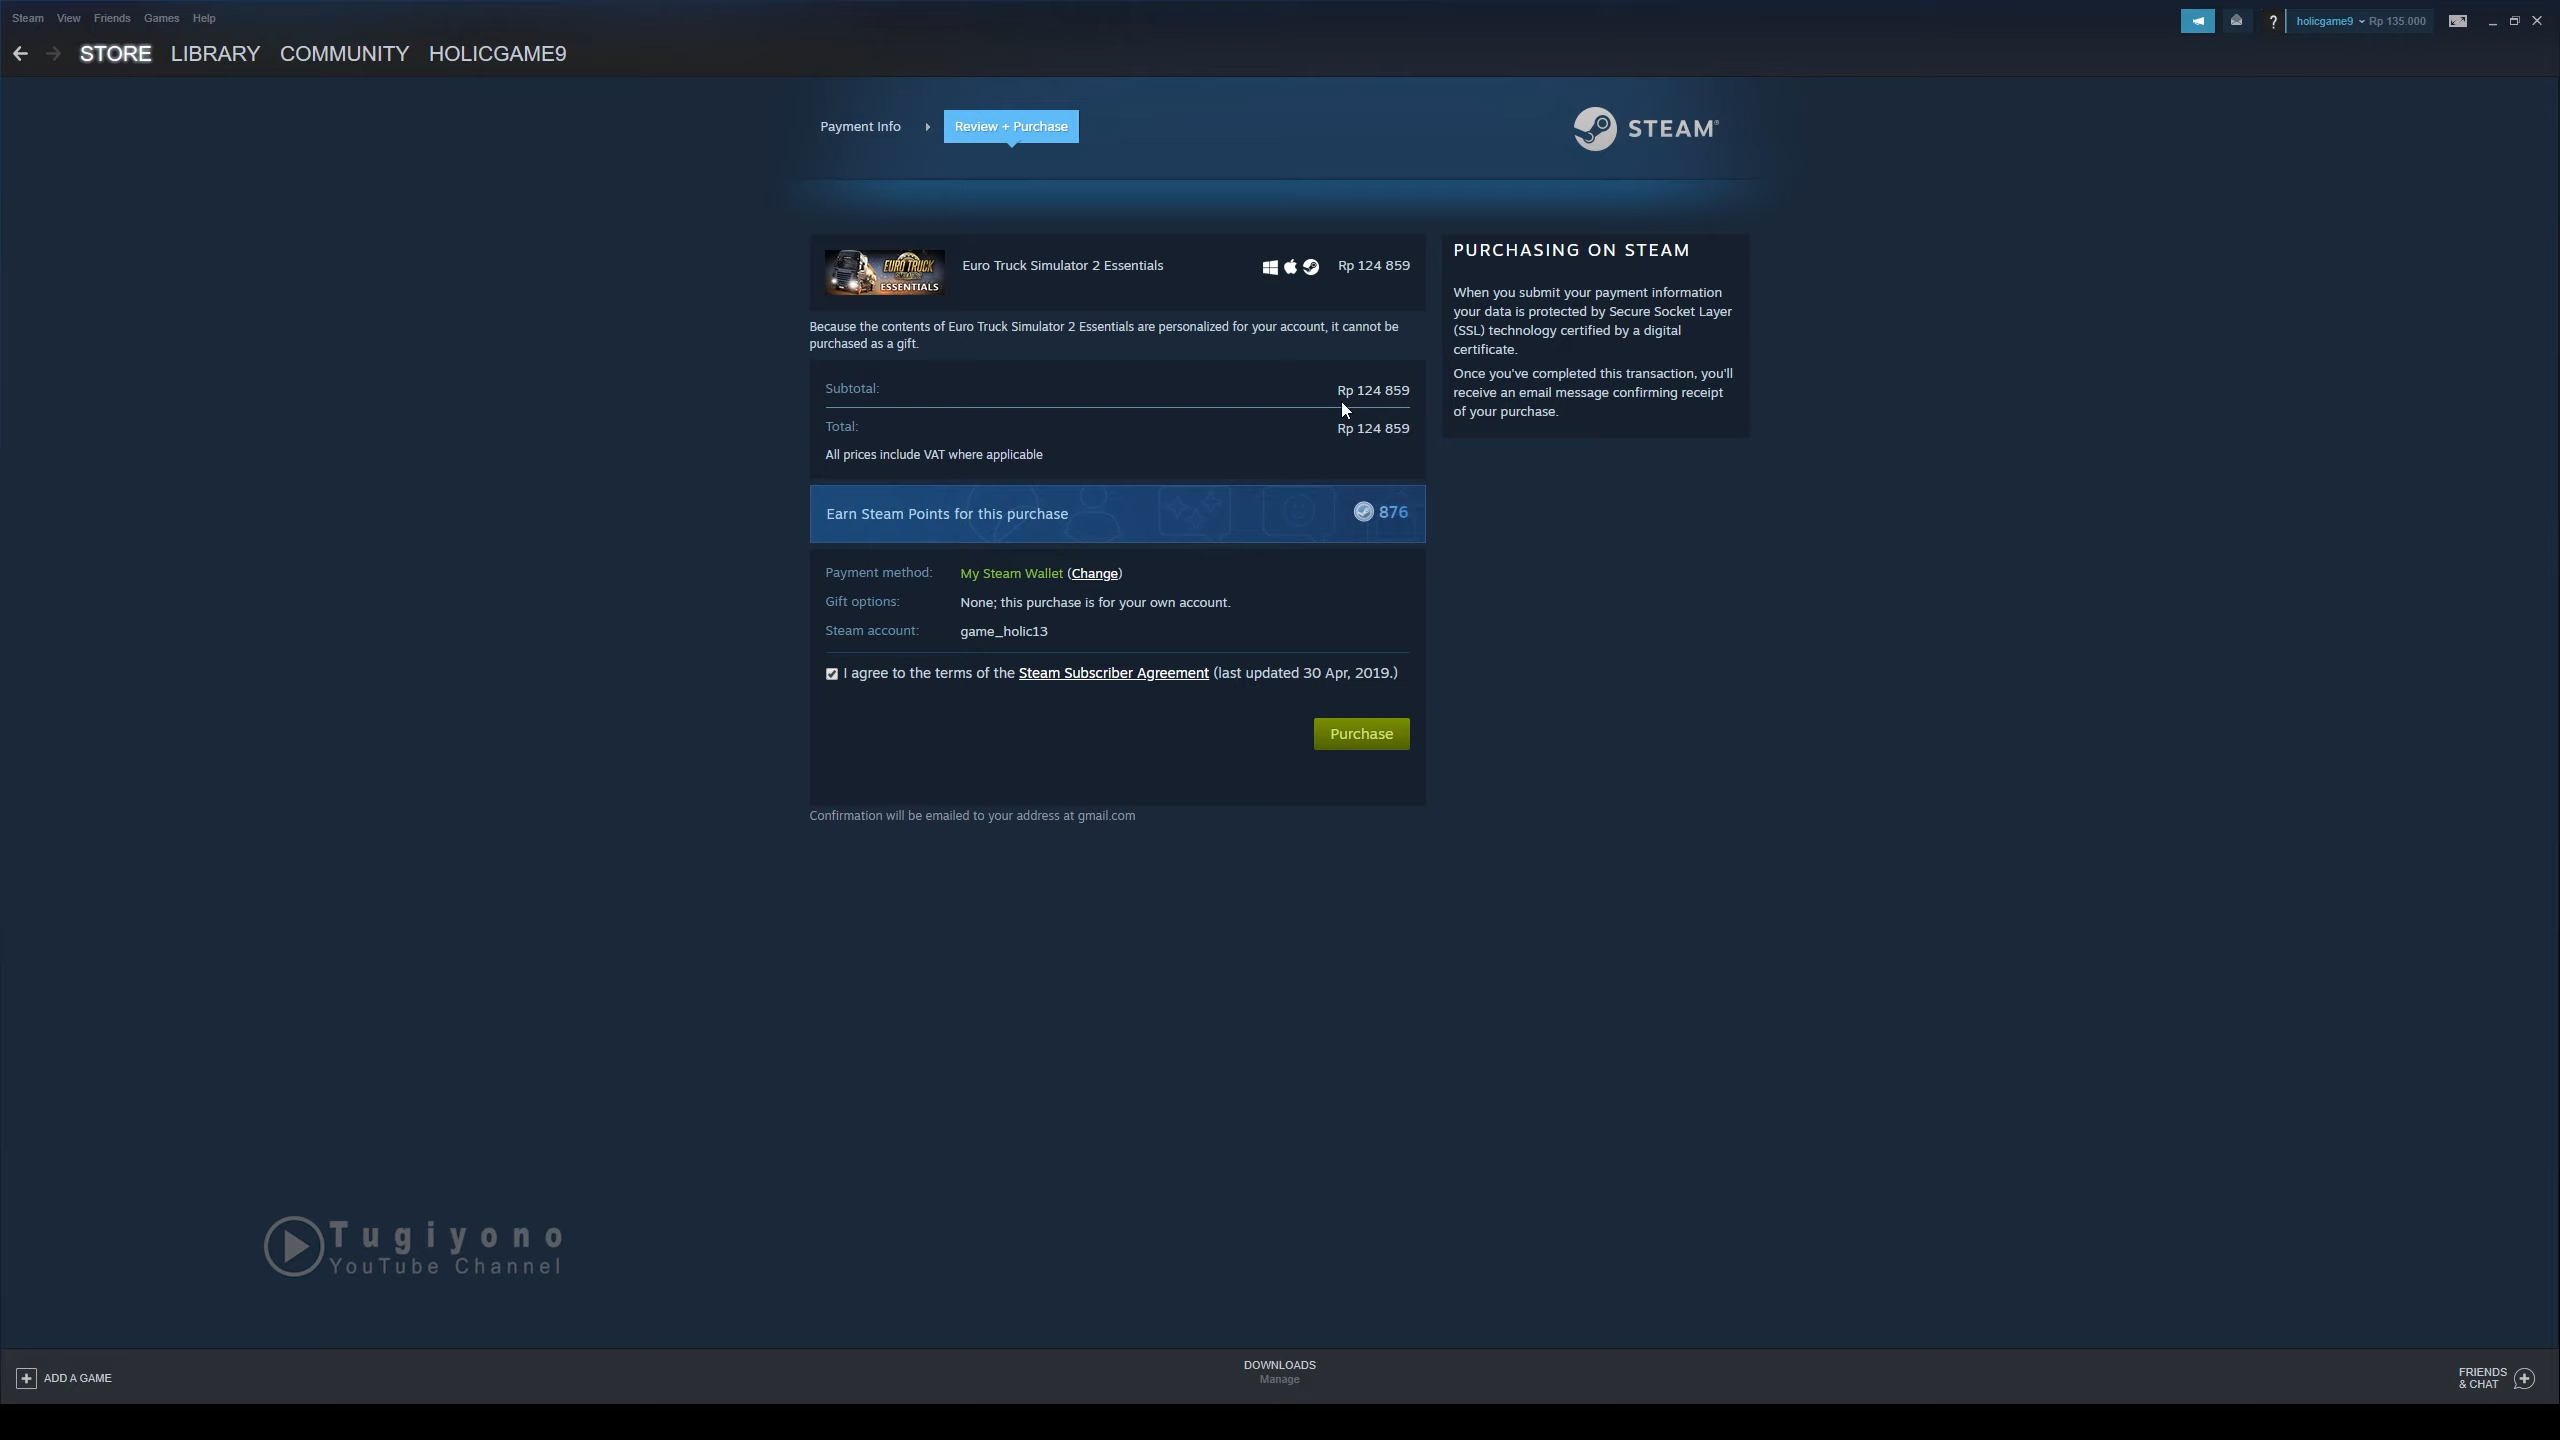 Steam View Friends Games Help
? holicgame9 Rp 135.000
STORE LIBRARY COMMUNITY HOLICGAME9
Payment Info Review + Purchase
STEAM®
EURO TRUCK
SIMULATOR 2
ESSENTIALS
Euro Truck Simulator 2 Essentials Rp 124 859
Because the contents of Euro Truck Simulator 2 Essentials are personalized for your account, it cannot be
purchased as a gift.
Subtotal: Rp 124 859
Total: Rp 124 859
All prices include VAT where applicable
Earn Steam Points for this purchase 876
Payment method: My Steam Wallet (Change)
Gift options: None; this purchase is for your own account.
Steam account: game_holic13
I agree to the terms of the Steam Subscriber Agreement (last updated 30 Apr, 2019.)
Purchase
Confirmation will be emailed to your address at gmail.com
PURCHASING ON STEAM
When you submit your payment information
your data is protected by Secure Socket Layer
(SSL) technology certified by a digital
certificate.
Once you've completed this transaction, you'll
receive an email message confirming receipt
of your purchase.
Tugiyono
YouTube Channel
ADD A GAME
DOWNLOADS
Manage
FRIENDS
& CHAT